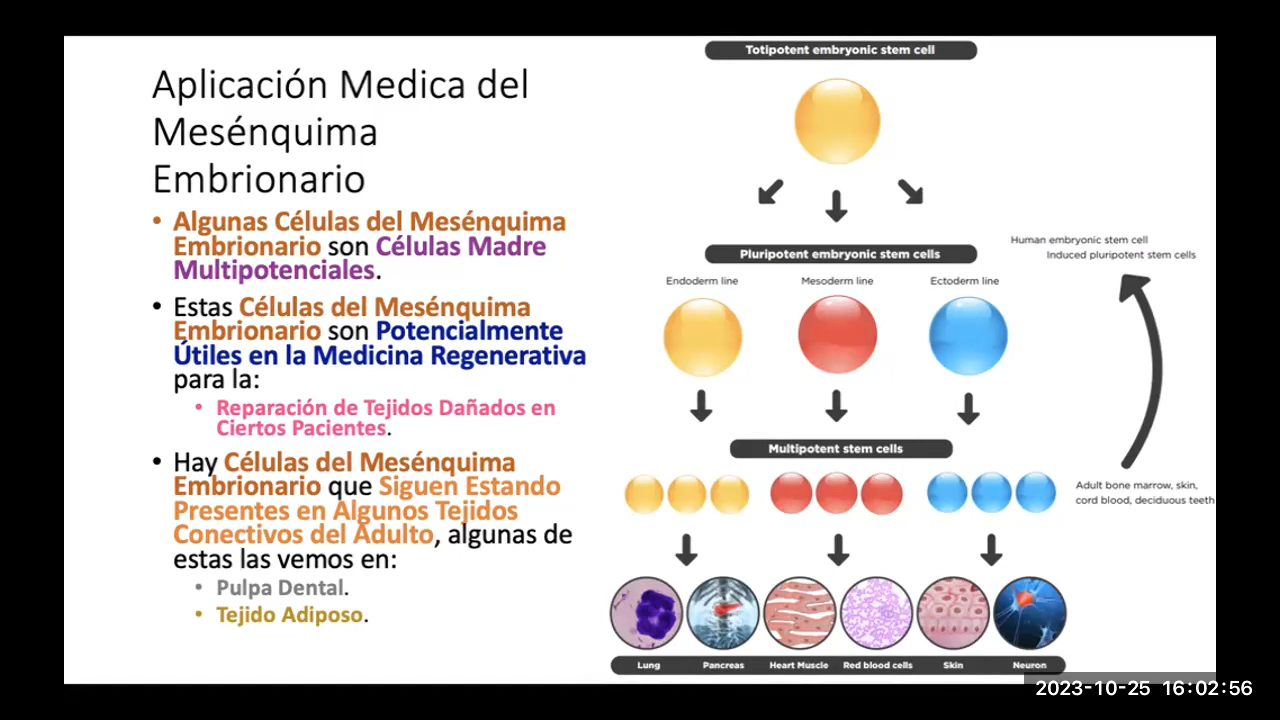 Aplicación Medica del
Mesénquima
Embrionario
• Algunas Células del Mesénquima
Embrionario son Células Madre
Multipotenciales.
• Estas Células del Mesénquima
Embrionario son Potencialmente
Útiles en la Medicina Regenerativa
para la:
• Reparación de Tejidos Dañados en
Ciertos Pacientes.
• Hay Células del Mesénquima
Embrionario que Siguen Estando
Presentes en Algunos Tejidos
Conectivos del Adulto, algunas de
estas las vemos en:
• Pulpa Dental.
• Tejido Adiposo.
Totipotent embryonic stem cell
Pluripotent embryonic stem cells
Human embryonic stem cell
Induced pluripotent stem cells
Endoderm line
Mesoderm line
Ectoderm line
Multipotent stem cells
Adult bone marrow, skin,
cord blood, deciduous teeth
Lung
Pancreas
Heart Muscle
Red blood cells
Skin
Neuron
2023-10-25 16:02:56